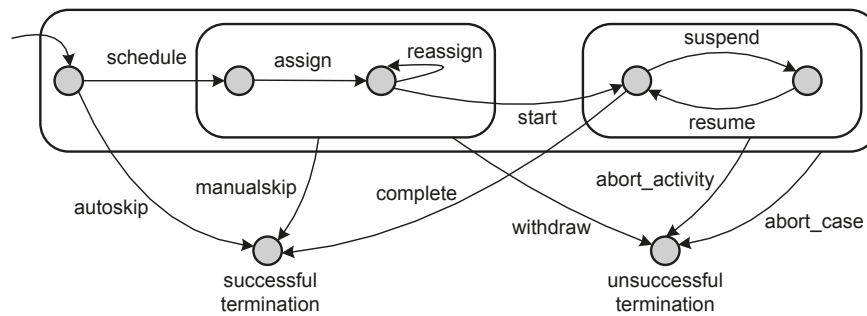 suspend
reassign
schedule
assign
start
resume
manualskip
complete
abort_activity
autoskip
withdraw
abort_case
successful
termination
unsuccessful
termination